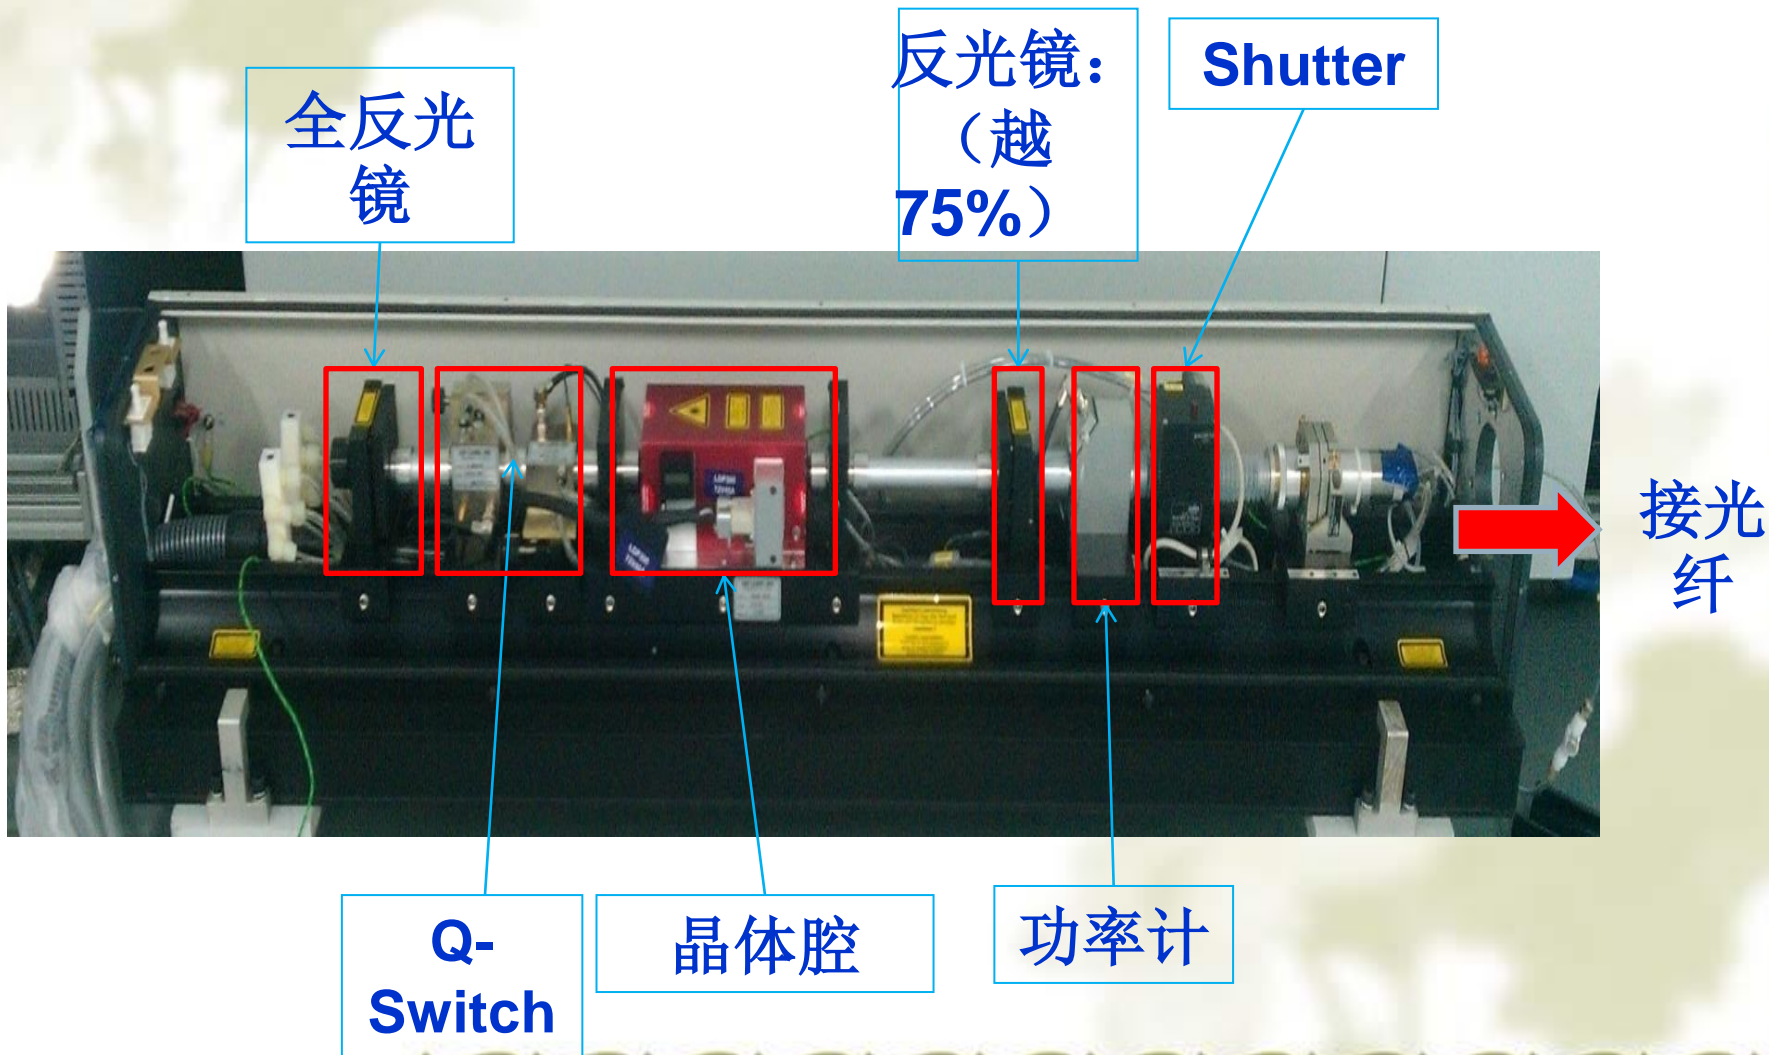 全反光
镜
反光镜：
（越
75%）
Shutter
接光
纤
Q-
Switch
晶体腔
功率计